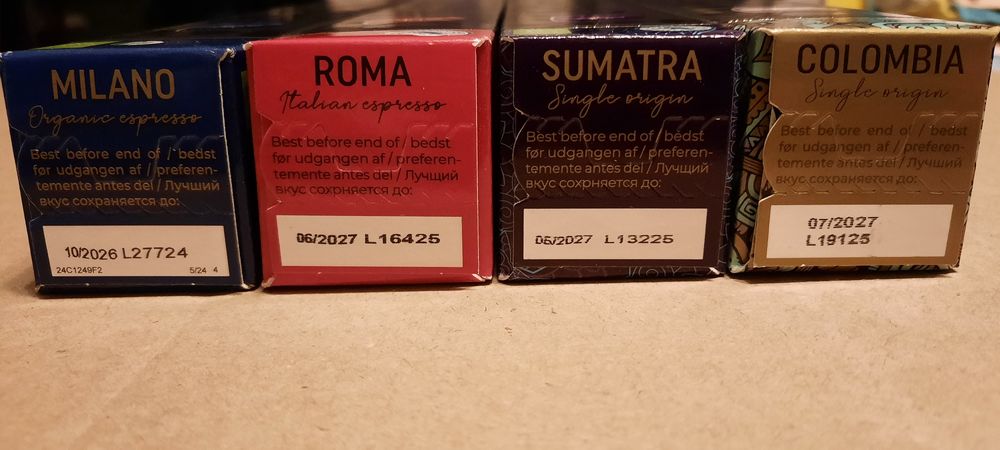 MILANO
Organic espresso
Best before end of / bedst
før udgangen af / preferen-
temente antes del / Лучший
вкус сохраняется до:
10/2026 L27724
24C1249F2 5/24 4
ROMA
Italian espresso
Best before end of / bedst
før udgangen af / preferen-
temente antes del / Лучший
вкус сохраняется до:
06/2027 L16425
SUMATRA
Single origin
Best before end of / bedst
før udgangen af / preferen-
temente antes del / Лучший
вкус сохраняется до:
05/2027 L13225
COLOMBIA
Single origin
Best before end of / bedst
før udgangen af / preferen-
temente antes del / Лучший
вкус сохраняется до:
07/2027
L19125